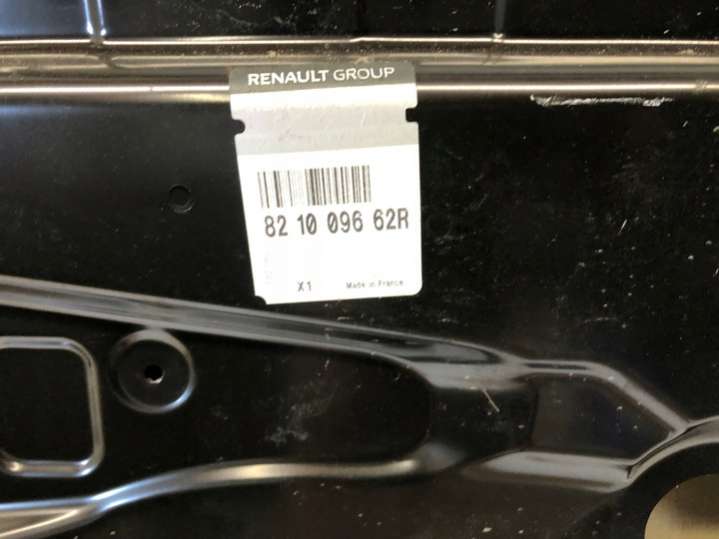 RENAULT GROUP
82 10 096 62R
X1 Made in France